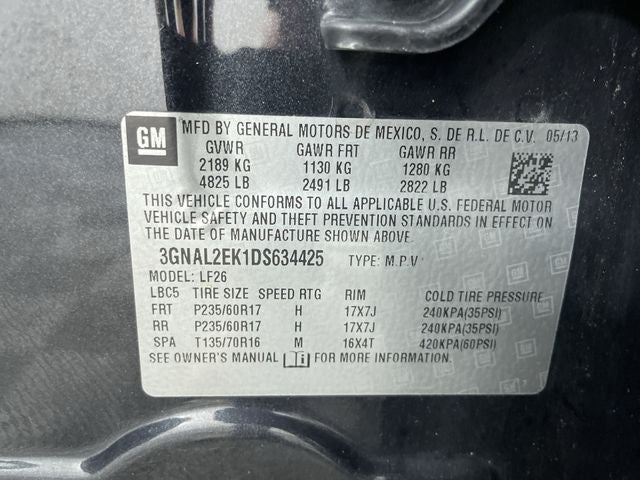 GM MFD BY GENERAL MOTORS DE MEXICO, S. DE R.L. DE C.V. 05/13
GVWR GAWR FRT GAWR RR
2189 KG 1130 KG 1280 KG
4825 LB 2491 LB 2822 LB
THIS VEHICLE CONFORMS TO ALL APPLICABLE U.S. FEDERAL MOTOR
VEHICLE SAFETY AND THEFT PREVENTION STANDARDS IN EFFECT ON
THE DATE OF MANUFACTURE SHOWN ABOVE.
3GNAL2EK1DS634425 TYPE: M.P.V
MODEL: LF26
LBC5 TIRE SIZE SPEED RTG RIM COLD TIRE PRESSURE
FRT P235/60R17 H 17X7J 240KPA(35PSI)
RR P235/60R17 H 17X7J 240KPA(35PSI)
SPA T135/70R16 M 16X4T 420KPA(60PSI)
SEE OWNER'S MANUAL FOR MORE INFORMATION.